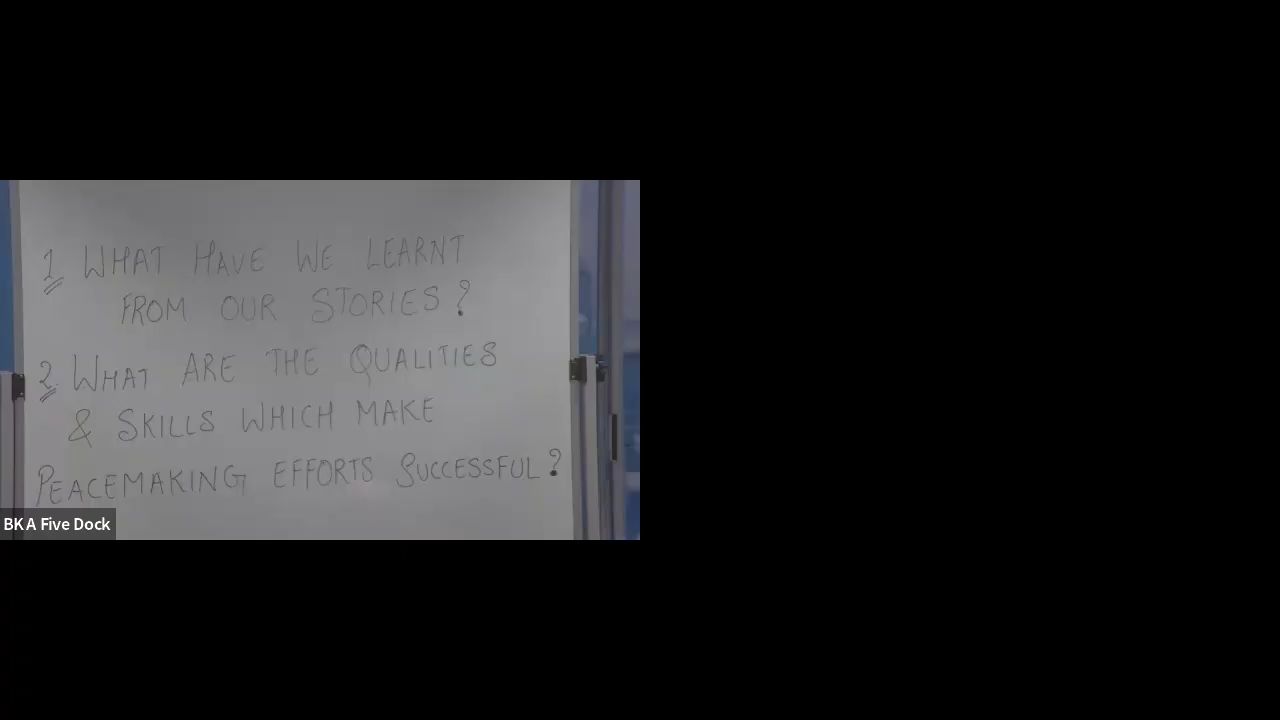 1 WHAT HAVE WE LEARNT
FROM OUR STORIES?
2. WHAT ARE THE QUALITIES
& SKILLS WHICH MAKE
PEACEMAKING EFFORTS SUCCESSFUL?
BK A Five Dock